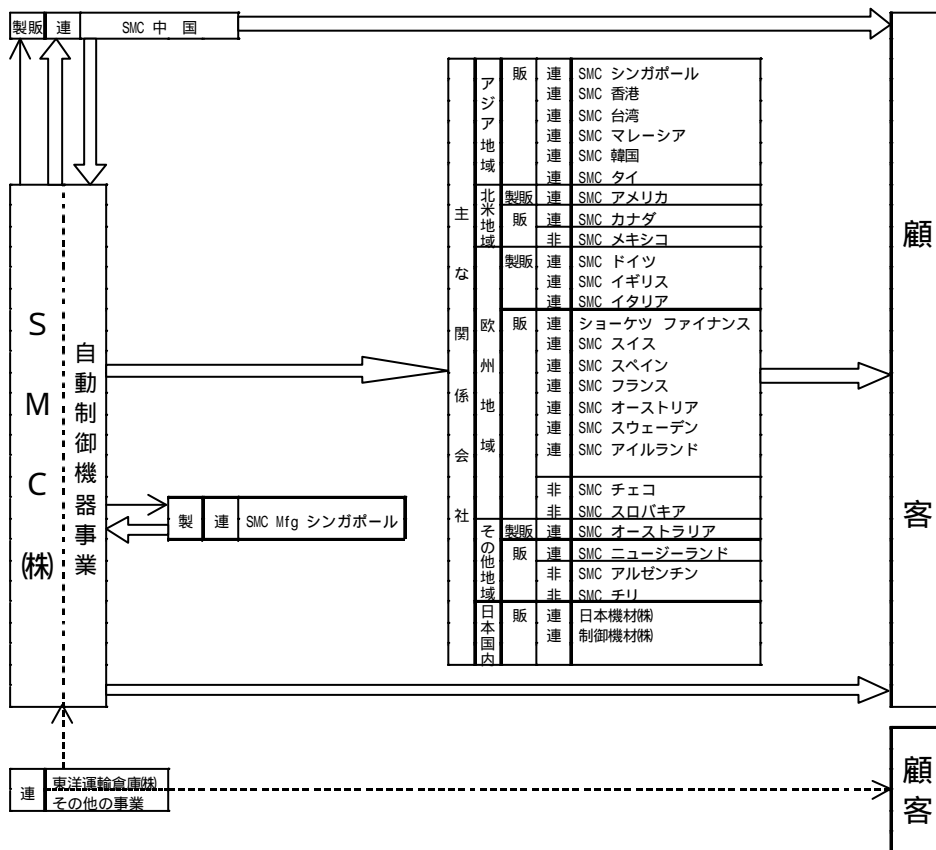 製販 連 SMC 中 国
主な関係会社
アジア地域
販 連 SMC シンガポール
連 SMC 香港
連 SMC 台湾
連 SMC マレーシア
連 SMC 韓国
連 SMC タイ
北米地域
製販 連 SMC アメリカ
販 連 SMC カナダ
非 SMC メキシコ
欧州地域
製販 連 SMC ドイツ
連 SMC イギリス
連 SMC イタリア
販 連 ショーケツ ファイナンス
連 SMC スイス
連 SMC スペイン
連 SMC フランス
連 SMC オーストリア
連 SMC スウェーデン
連 SMC アイルランド
非 SMC チェコ
非 SMC スロバキア
その他地域
製販 連 SMC オーストラリア
販 連 SMC ニュージーランド
非 SMC アルゼンチン
非 SMC チリ
日本国内
販 連 日本機材㈱
連 制御機材㈱
SMC㈱
自動制御機器事業
製 連 SMC Mfg シンガポール
顧客
連 東洋運輸倉庫㈱
その他の事業
顧客